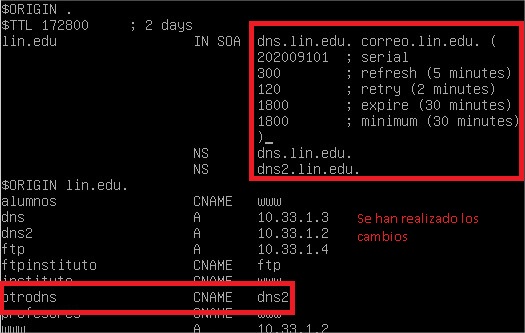 $ORIGIN .
$TTL 172800 ; 2 days
lin.edu IN SOA dns.lin.edu. correo.lin.edu. (
202009101 ; serial
300 ; refresh (5 minutes)
120 ; retry (2 minutes)
1800 ; expire (30 minutes)
1800 ; minimum (30 minutes)
)_
NS dns.lin.edu.
NS dns2.lin.edu.
$ORIGIN lin.edu.
alumnos CNAME www
dns A 10.33.1.3
dns2 A 10.33.1.2
ftp A 10.33.1.4
ftpinstituto CNAME ftp
instituto CNAME www
otrodns CNAME dns2
profesores CNAME www
www A 10.33.1.2
Se han realizado los
cambios